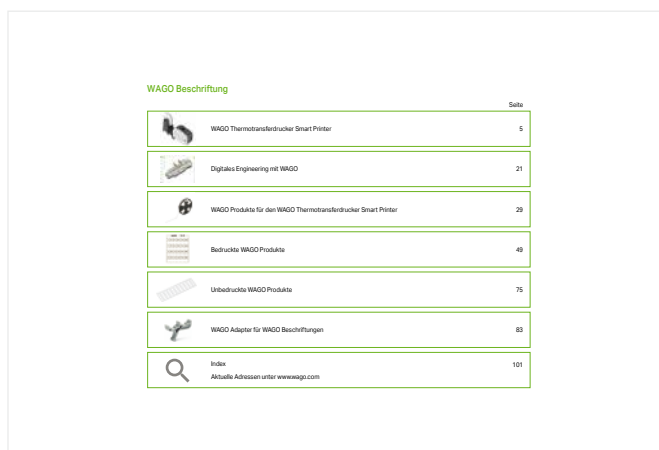 WAGO Beschriftung
Seite
WAGO Thermotransferdrucker Smart Printer 5
Digitales Engineering mit WAGO 21
WAGO Produkte für den WAGO Thermotransferdrucker Smart Printer 29
Bedruckte WAGO Produkte 49
Unbedruckte WAGO Produkte 75
WAGO Adapter für WAGO Beschriftungen 83
Index 101
Aktuelle Adressen unter www.wago.com